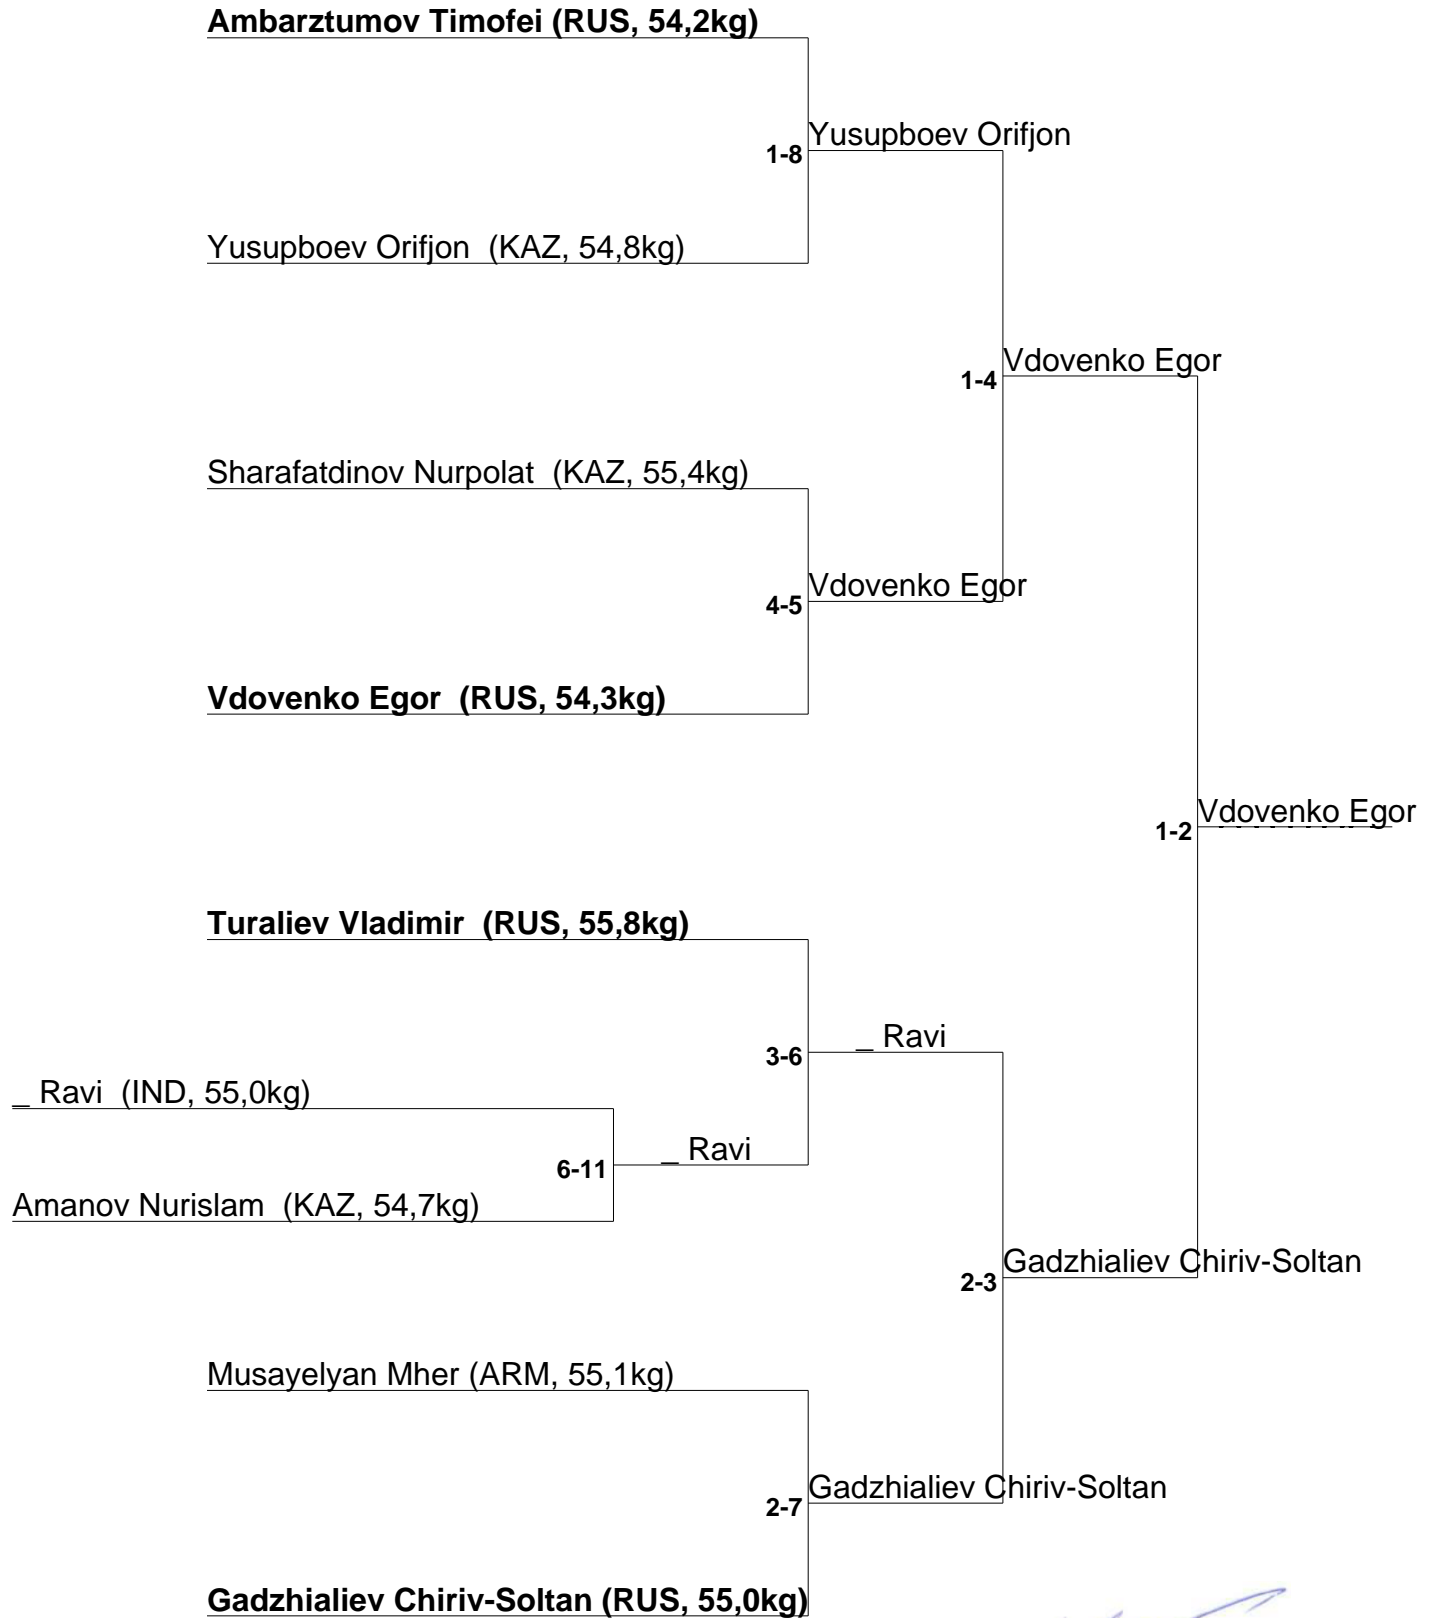 Ambarztumov Timofei (RUS, 54,2kg)
1-8
Yusupboev Orifjon
Yusupboev Orifjon (KAZ, 54,8kg)
1-4
Vdovenko Egor
Sharafatdinov Nurpolat (KAZ, 55,4kg)
4-5
Vdovenko Egor
Vdovenko Egor (RUS, 54,3kg)
1-2
Vdovenko Egor
Turaliev Vladimir (RUS, 55,8kg)
3-6
_ Ravi
_ Ravi (IND, 55,0kg)
6-11
_ Ravi
Amanov Nurislam (KAZ, 54,7kg)
2-3
Gadzhialiev Chiriv-Soltan
Musayelyan Mher (ARM, 55,1kg)
2-7
Gadzhialiev Chiriv-Soltan
Gadzhialiev Chiriv-Soltan (RUS, 55,0kg)